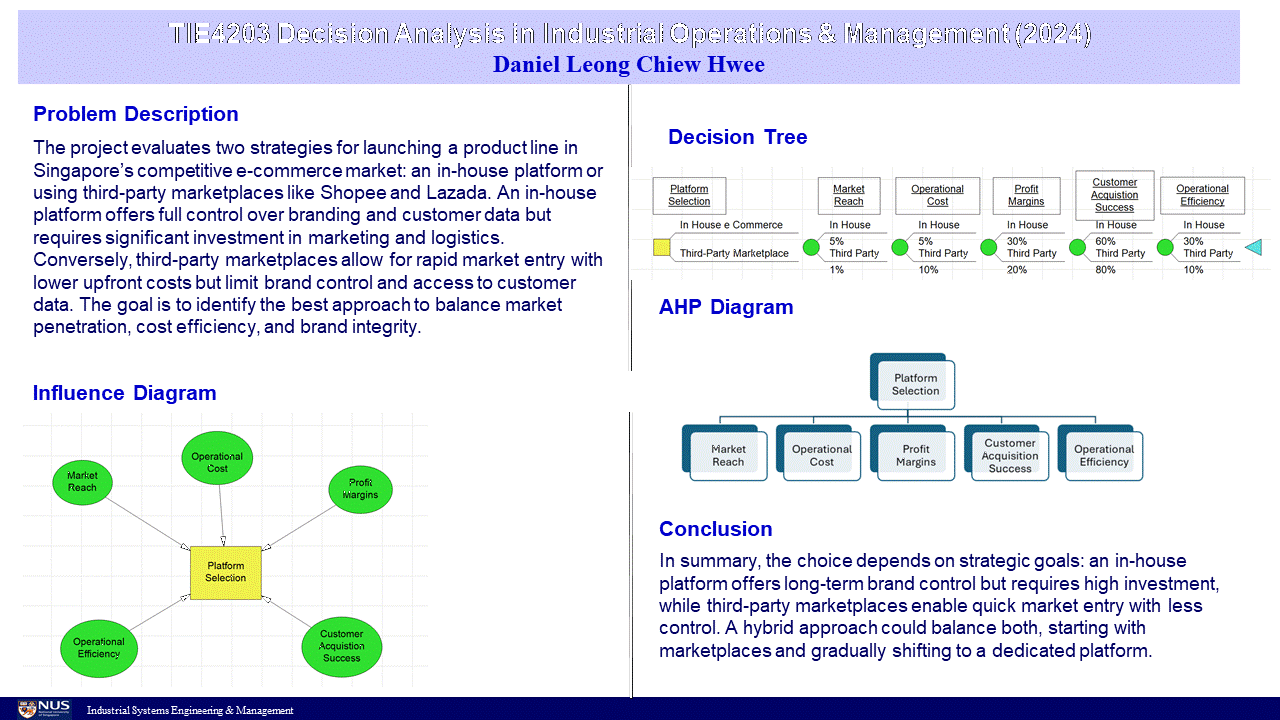 TIE4203 Decision Analysis in Industrial Operations & Management (2024)
Daniel Leong Chiew Hwee
Problem Description
The project evaluates two strategies for launching a product line in
Singapore's competitive e-commerce market: an in-house platform or
using third-party marketplaces like Shopee and Lazada. An in-house
platform offers full control over branding and customer data but
requires significant investment in marketing and logistics.
Conversely, third-party marketplaces allow for rapid market entry with
lower upfront costs but limit brand control and access to customer
data. The goal is to identify the best approach to balance market
penetration, cost efficiency, and brand integrity.
Influence Diagram
Operational
Cost
Market
Reach
Profit
Margins
Platform
Selection
Operational
Efficiency
Customer
Acquistion
Success
Decision Tree
Platform
Selection
Market
Reach
Operational
Cost
Profit
Margins
Customer
Acquistion
Success
Operational
Efficiency
In House e Commerce
Third-Party Marketplace
In House
5%
Third Party
1%
In House
5%
Third Party
10%
In House
30%
Third Party
20%
In House
60%
Third Party
80%
In House
30%
Third Party
10%
AHP Diagram
Platform
Selection
Market
Reach
Operational
Cost
Profit
Margins
Customer
Acquisition
Success
Operational
Efficiency
Conclusion
In summary, the choice depends on strategic goals: an in-house
platform offers long-term brand control but requires high investment,
while third-party marketplaces enable quick market entry with less
control. A hybrid approach could balance both, starting with
marketplaces and gradually shifting to a dedicated platform.
NUS
National University
of Singapore
Industrial Systems Engineering & Management